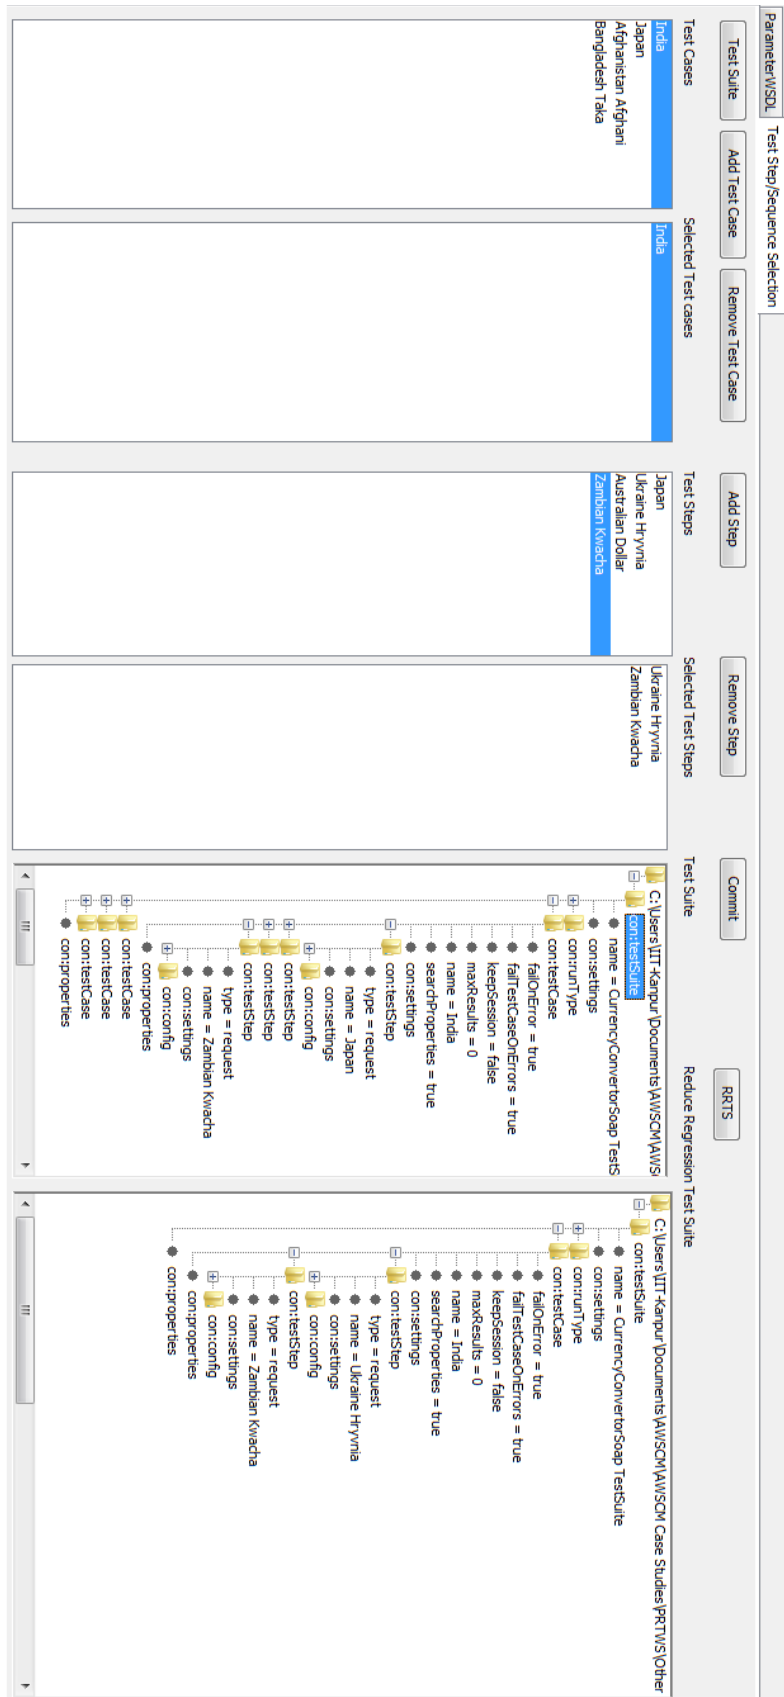 ParameterWSDL
Test Step/Sequence Selection
Test Suite
Add Test Case
Remove Test Case
Add Step
Remove Step
Commit
RRTS
Test Cases
Selected Test cases
Test Steps
Selected Test Steps
Test Suite
Reduce Regression Test Suite
India
Japan
Afghanistan Afghani
Bangladesh Taka
India
Japan
Ukraine Hryvnia
Australian Dollar
Zambian Kwacha
Ukraine Hryvnia
Zambian Kwacha
C:\Users\IIT-Kanpur\Documents\AWSCM\AWS
con:testSuite
name = CurrencyConvertorSoap TestS
con:settings
con:runType
con:testCase
failOnError = true
failTestCaseOnErrors = true
keepSession = false
maxResults = 0
name = India
searchProperties = true
con:settings
con:testStep
type = request
name = Japan
con:settings
con:config
con:testStep
con:testStep
con:testStep
type = request
name = Zambian Kwacha
con:settings
con:config
con:properties
con:testCase
con:testCase
con:testCase
con:properties
C:\Users\IIT-Kanpur\Documents\AWSCM\AWSCM Case Studies\PRTWS\Other
con:testSuite
name = CurrencyConvertorSoap TestSuite
con:settings
con:runType
con:testCase
failOnError = true
failTestCaseOnErrors = true
keepSession = false
maxResults = 0
name = India
searchProperties = true
con:settings
con:testStep
type = request
name = Ukraine Hryvnia
con:settings
con:config
con:testStep
type = request
name = Zambian Kwacha
con:settings
con:config
con:properties
con:properties